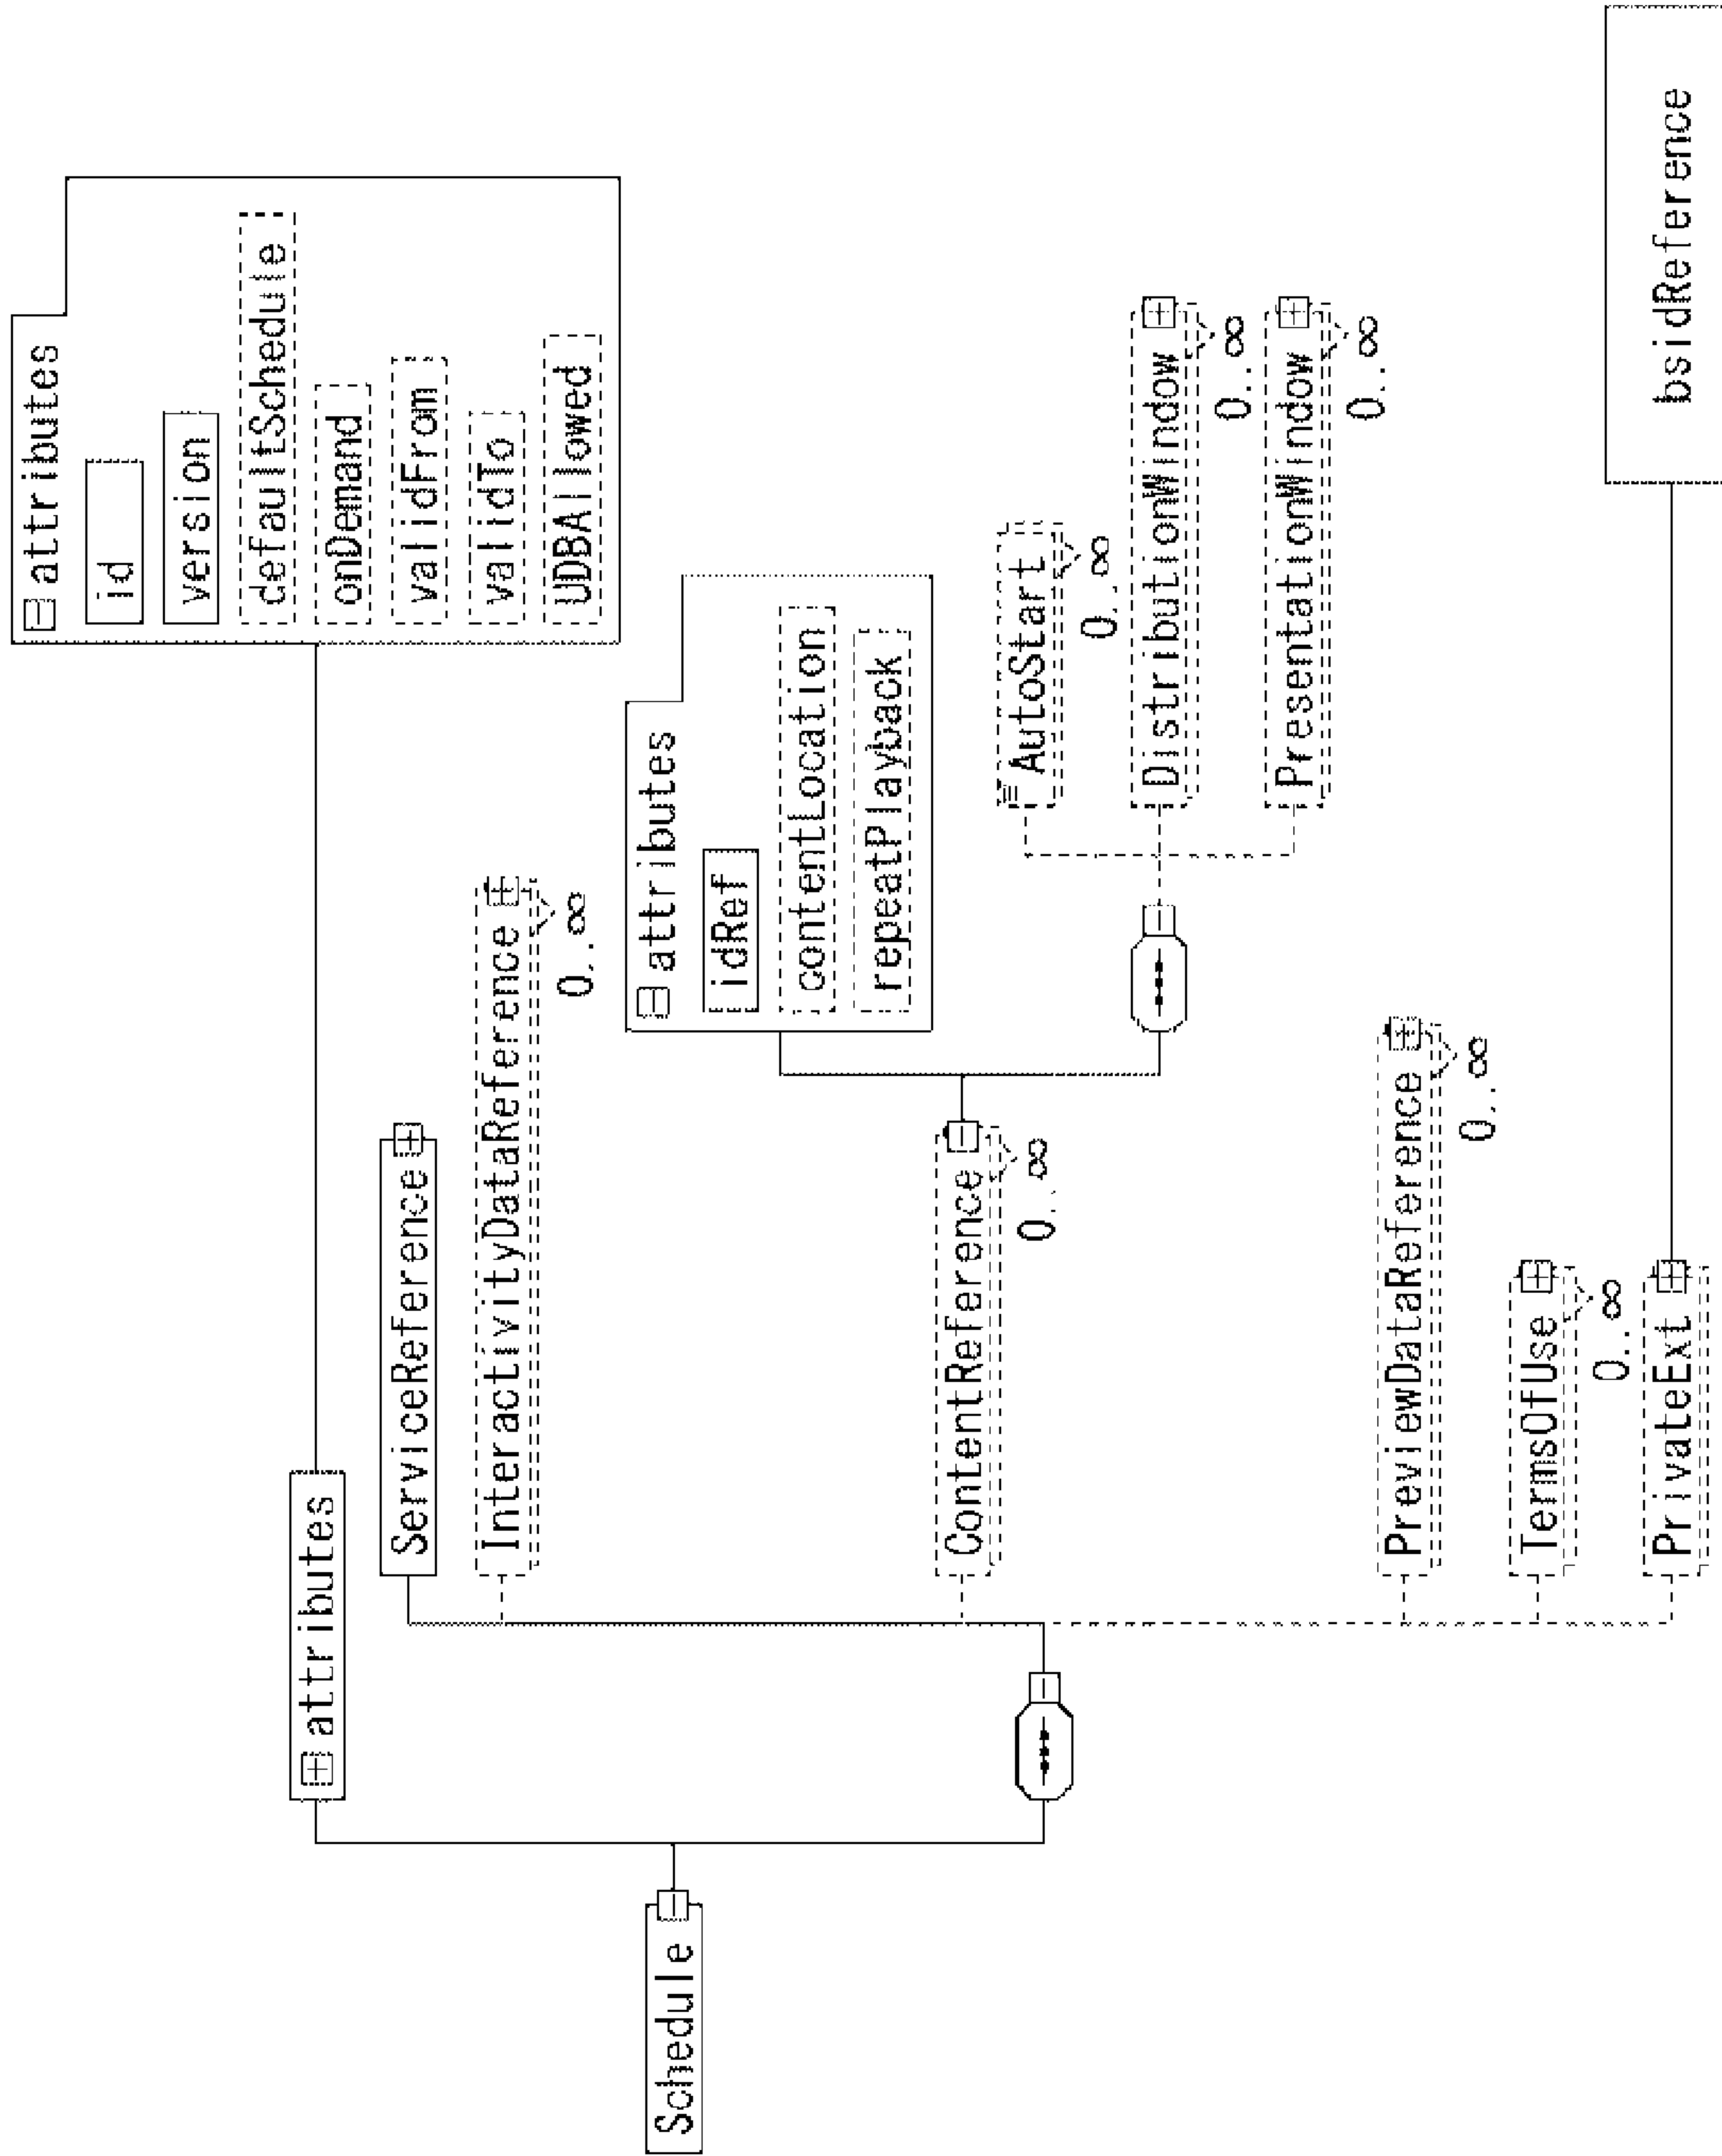 Schedule
attributes
attributes
id
version
defaultSchedule
onDemand
validFrom
validTo
UDBAllowed
ServiceReference
InteractivityDataReference
0..∞
ContentReference
0..∞
attributes
idRef
contentLocation
repeatPlayback
AutoStart
0..∞
DistributionWindow
0..∞
PresentationWindow
0..∞
PreviewDataReference
0..∞
TermsOfUse
0..∞
PrivateExt
bsidReference